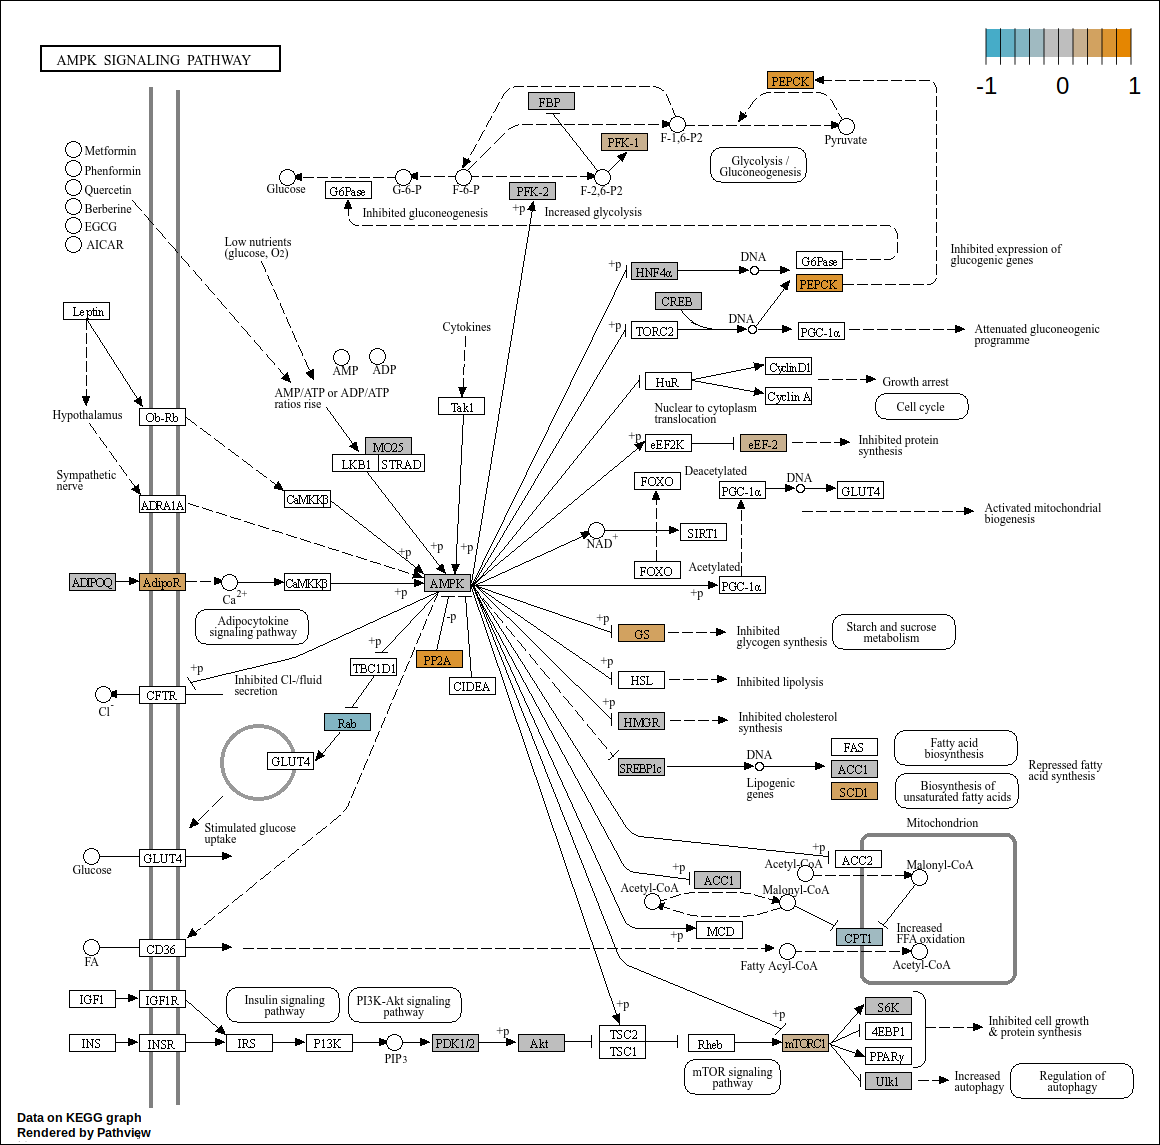 AMPK SIGNALING PATHWAY
-1 0 1
PEPCK
FBP
F-1,6-P2
Pyruvate
PFK-1
Glycolysis /
Gluconeogenesis
Metformin
Phenformin
Quercetin
Berberine
EGCG
AICAR
Glucose
G6Pase
G-6-P
F-6-P
PFK-2
F-2,6-P2
+p
Inhibited gluconeogenesis
Increased glycolysis
Low nutrients
(glucose, O2)
Inhibited expression of
glucogenic genes
+p
HNF4α
DNA
G6Pase
PEPCK
CREB
+p
TORC2
DNA
PGC-1α
Attenuated gluconeogenic
programme
Leptin
Cytokines
AMP
ADP
AMP/ATP or ADP/ATP
ratios rise
HuR
CyclinD1
Cyclin A
Growth arrest
Cell cycle
Nuclear to cytoplasm
translocation
Hypothalamus
Ob-Rb
Tak1
MO25
LKB1
STRAD
+p
eEF2K
eEF-2
Inhibited protein
synthesis
Sympathetic
nerve
ADRA1A
CaMKKβ
FOXO
Deacetylated
PGC-1α
DNA
GLUT4
Activated mitochondrial
biogenesis
NAD+
SIRT1
+p
+p
+p
FOXO
Acetylated
PGC-1α
+p
ADIPOQ
AdipoR
Ca2+
CaMKKβ
+p
AMPK
Adipocytokine
signaling pathway
-p
+p
GS
Inhibited
glycogen synthesis
Starch and sucrose
metabolism
+p
TBC1D1
PP2A
CIDEA
+p
HSL
Inhibited lipolysis
+p
CFTR
Cl-
Inhibited Cl-/fluid
secretion
+p
HMGR
Inhibited cholesterol
synthesis
Rab
GLUT4
SREBP1c
DNA
Lipogenic
genes
FAS
ACC1
SCD1
Fatty acid
biosynthesis
Biosynthesis of
unsaturated fatty acids
Repressed fatty
acid synthesis
Stimulated glucose
uptake
Mitochondrion
Glucose
GLUT4
+p
ACC2
Acetyl-CoA
Malonyl-CoA
+p
ACC1
Acetyl-CoA
Malonyl-CoA
MCD
+p
CPT1
Increased
FFA oxidation
FA
CD36
Fatty Acyl-CoA
Acetyl-CoA
IGF1
IGF1R
Insulin signaling
pathway
PI3K-Akt signaling
pathway
INS
INSR
IRS
P13K
PIP3
PDK1/2
+p
Akt
+p
TSC2
TSC1
Rheb
+p
mTORC1
mTOR signaling
pathway
S6K
4EBP1
PPARγ
Ulk1
Inhibited cell growth
& protein synthesis
Increased
autophagy
Regulation of
autophagy
Data on KEGG graph
Rendered by Pathview